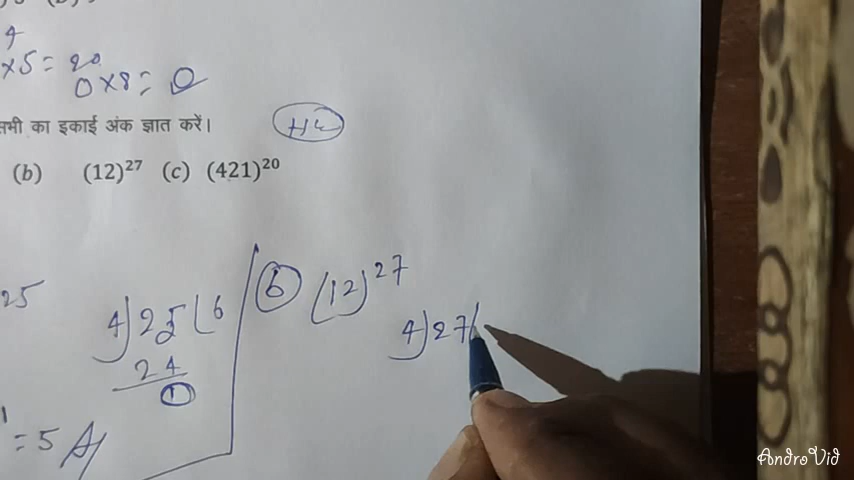 4
×5 = 20
0×8 = 0
सभी का इकाई अंक ज्ञात करें।
(b) (12)^27 (c) (421)^20
25
4)25(6
24
1
b (12)^27
4)27(
= 5
AndroVid